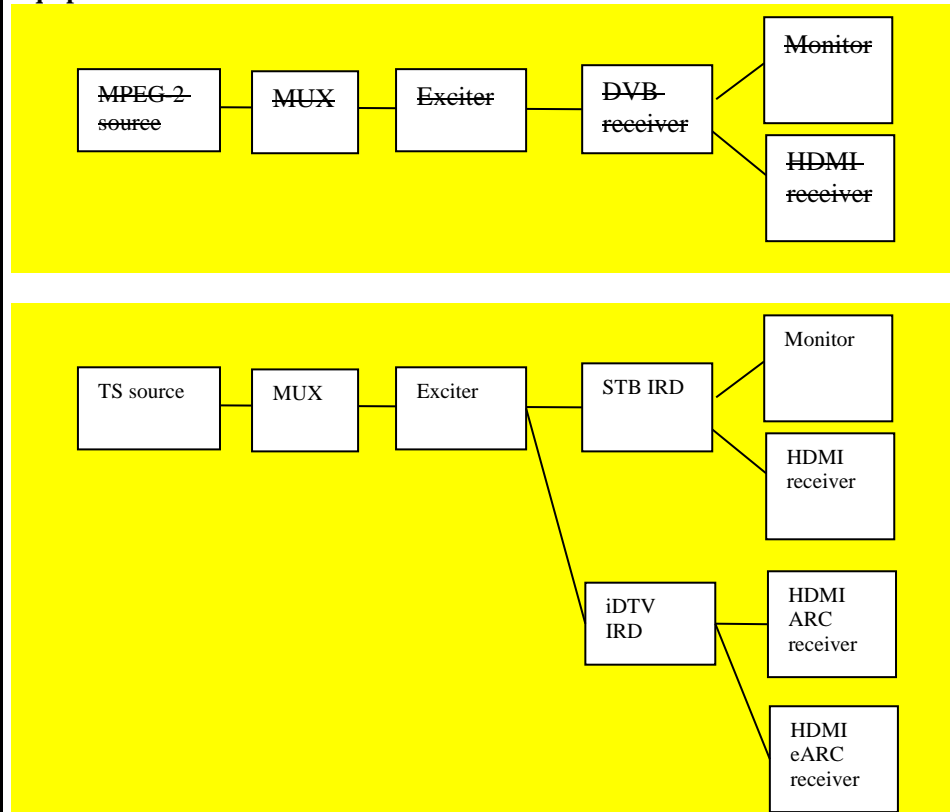 MPEG-2
source
MUX
Exciter
DVB
receiver
Monitor
HDMI
receiver
TS source
MUX
Exciter
STB IRD
Monitor
HDMI
receiver
iDTV
IRD
HDMI
ARC
receiver
HDMI
eARC
receiver